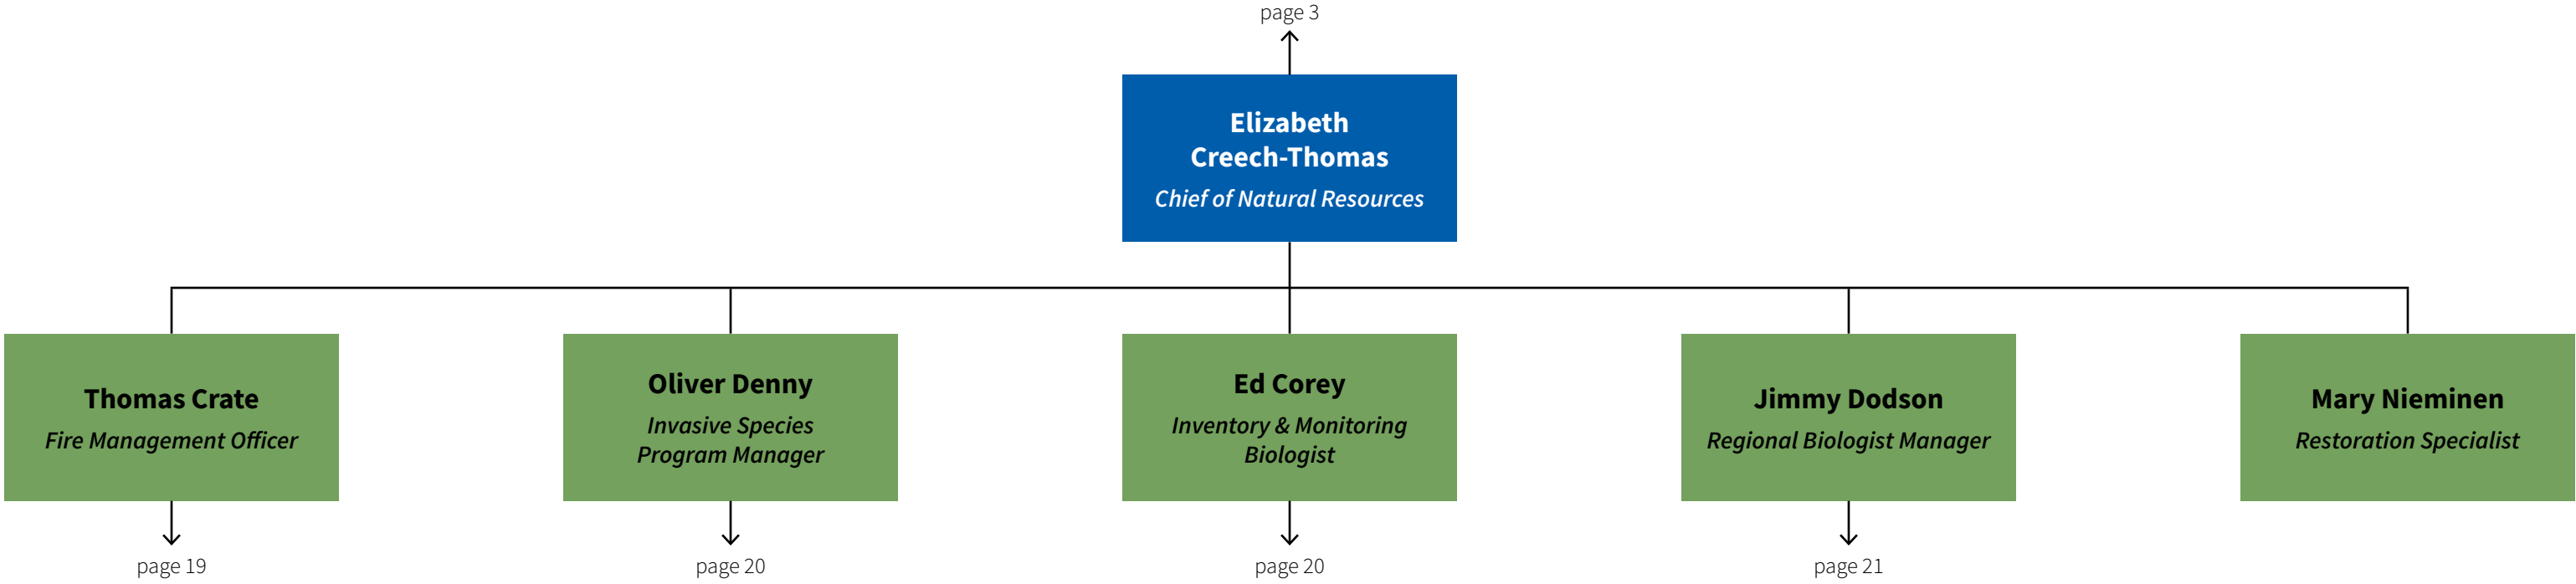 page 3
Elizabeth
Creech-Thomas
Chief of Natural Resources
Thomas Crate
Fire Management Officer
page 19
Oliver Denny
Invasive Species
Program Manager
page 20
Ed Corey
Inventory & Monitoring
Biologist
page 20
Jimmy Dodson
Regional Biologist Manager
page 21
Mary Nieminen
Restoration Specialist